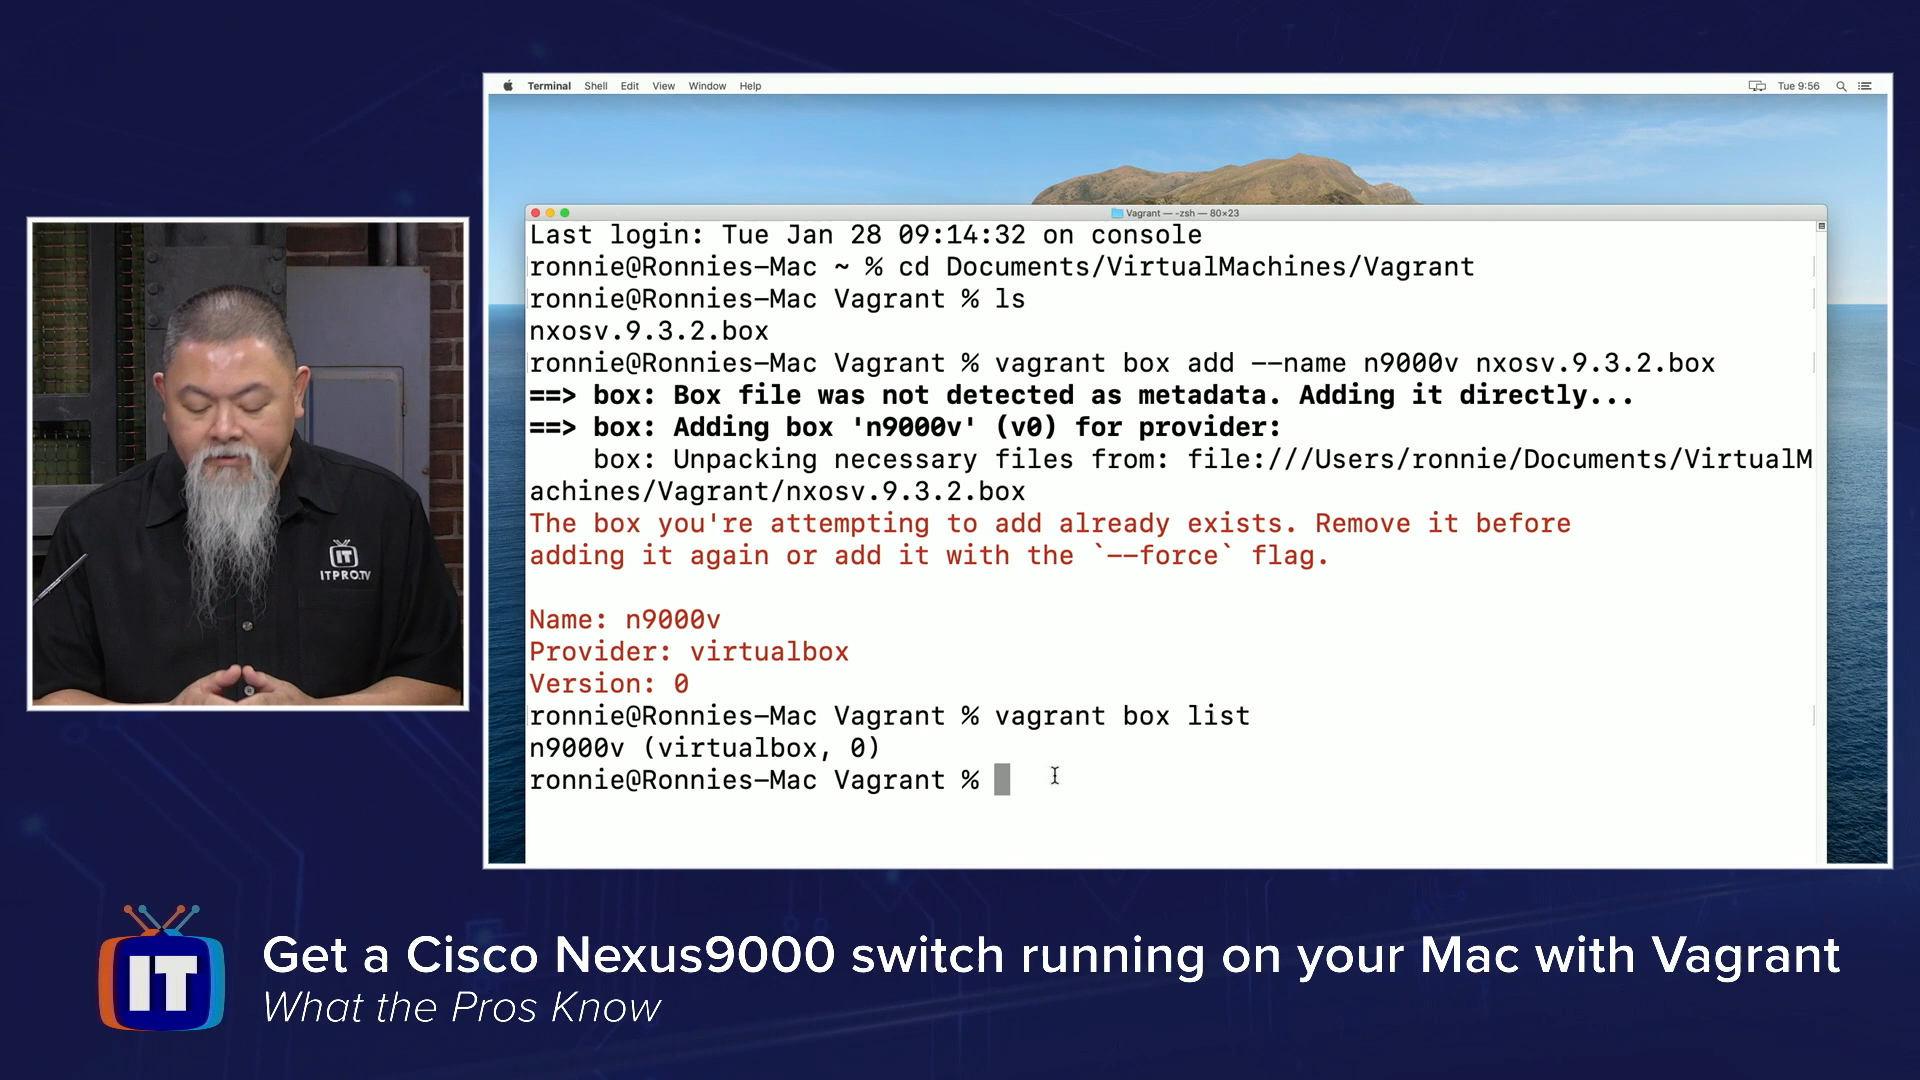 Terminal Shell Edit View Window Help
Tue 9:56
Vagrant — -zsh — 80×23
Last login: Tue Jan 28 09:14:32 on console
ronnie@Ronnies-Mac ~ % cd Documents/VirtualMachines/Vagrant
ronnie@Ronnies-Mac Vagrant % ls
nxosv.9.3.2.box
ronnie@Ronnies-Mac Vagrant % vagrant box add --name n9000v nxosv.9.3.2.box
==> box: Box file was not detected as metadata. Adding it directly...
==> box: Adding box 'n9000v' (v0) for provider:
box: Unpacking necessary files from: file:///Users/ronnie/Documents/VirtualM
achines/Vagrant/nxosv.9.3.2.box
The box you're attempting to add already exists. Remove it before
adding it again or add it with the `--force` flag.
Name: n9000v
Provider: virtualbox
Version: 0
ronnie@Ronnies-Mac Vagrant % vagrant box list
n9000v (virtualbox, 0)
ronnie@Ronnies-Mac Vagrant %
IT
ITPRO.TV
IT
Get a Cisco Nexus9000 switch running on your Mac with Vagrant
What the Pros Know